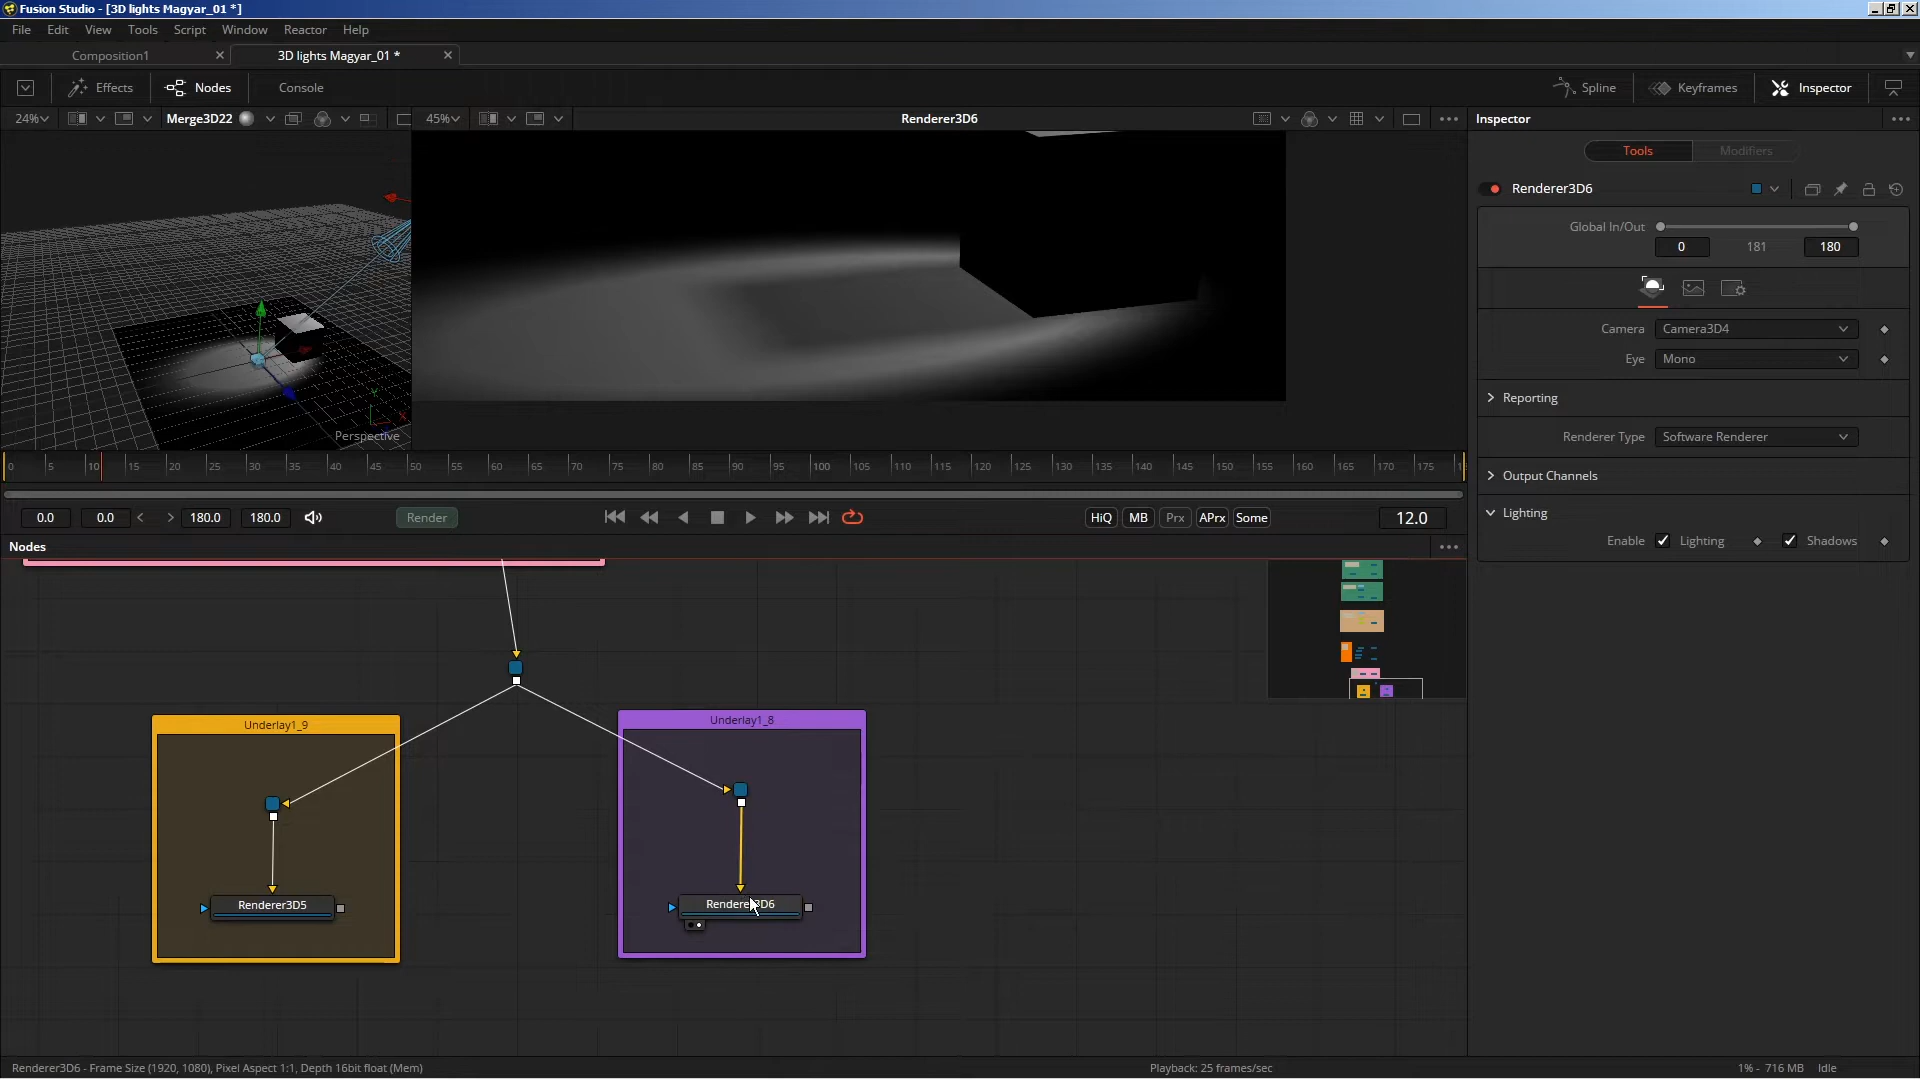 Fusion Studio - [3D lights Magyar_01 *]
File Edit View Tools Script Window Reactor Help
Composition1 3D lights Magyar_01 *
Effects Nodes Console Spline Keyframes Inspector
24% Merge3D22 45% Renderer3D6 Inspector
Tools Modifiers
Renderer3D6
Global In/Out
0 181 180
Camera Camera3D4
Eye Mono
Reporting
Perspective
Renderer Type Software Renderer
0 5 10 15 20 25 30 35 40 45 50 55 60 65 70 75 80 85 90 95 100 105 110 115 120 125 130 135 140 145 150 155 160 165 170 175
Output Channels
Lighting
0.0 0.0 < > 180.0 180.0 Render HiQ MB Prx APrx Some 12.0
Enable Lighting Shadows
Nodes
Underlay1_9 Underlay1_8
Renderer3D5 Renderer3D6
Renderer3D6 - Frame Size (1920, 1080), Pixel Aspect 1:1, Depth 16bit float (Mem) Playback: 25 frames/sec 1% - 716 MB Idle